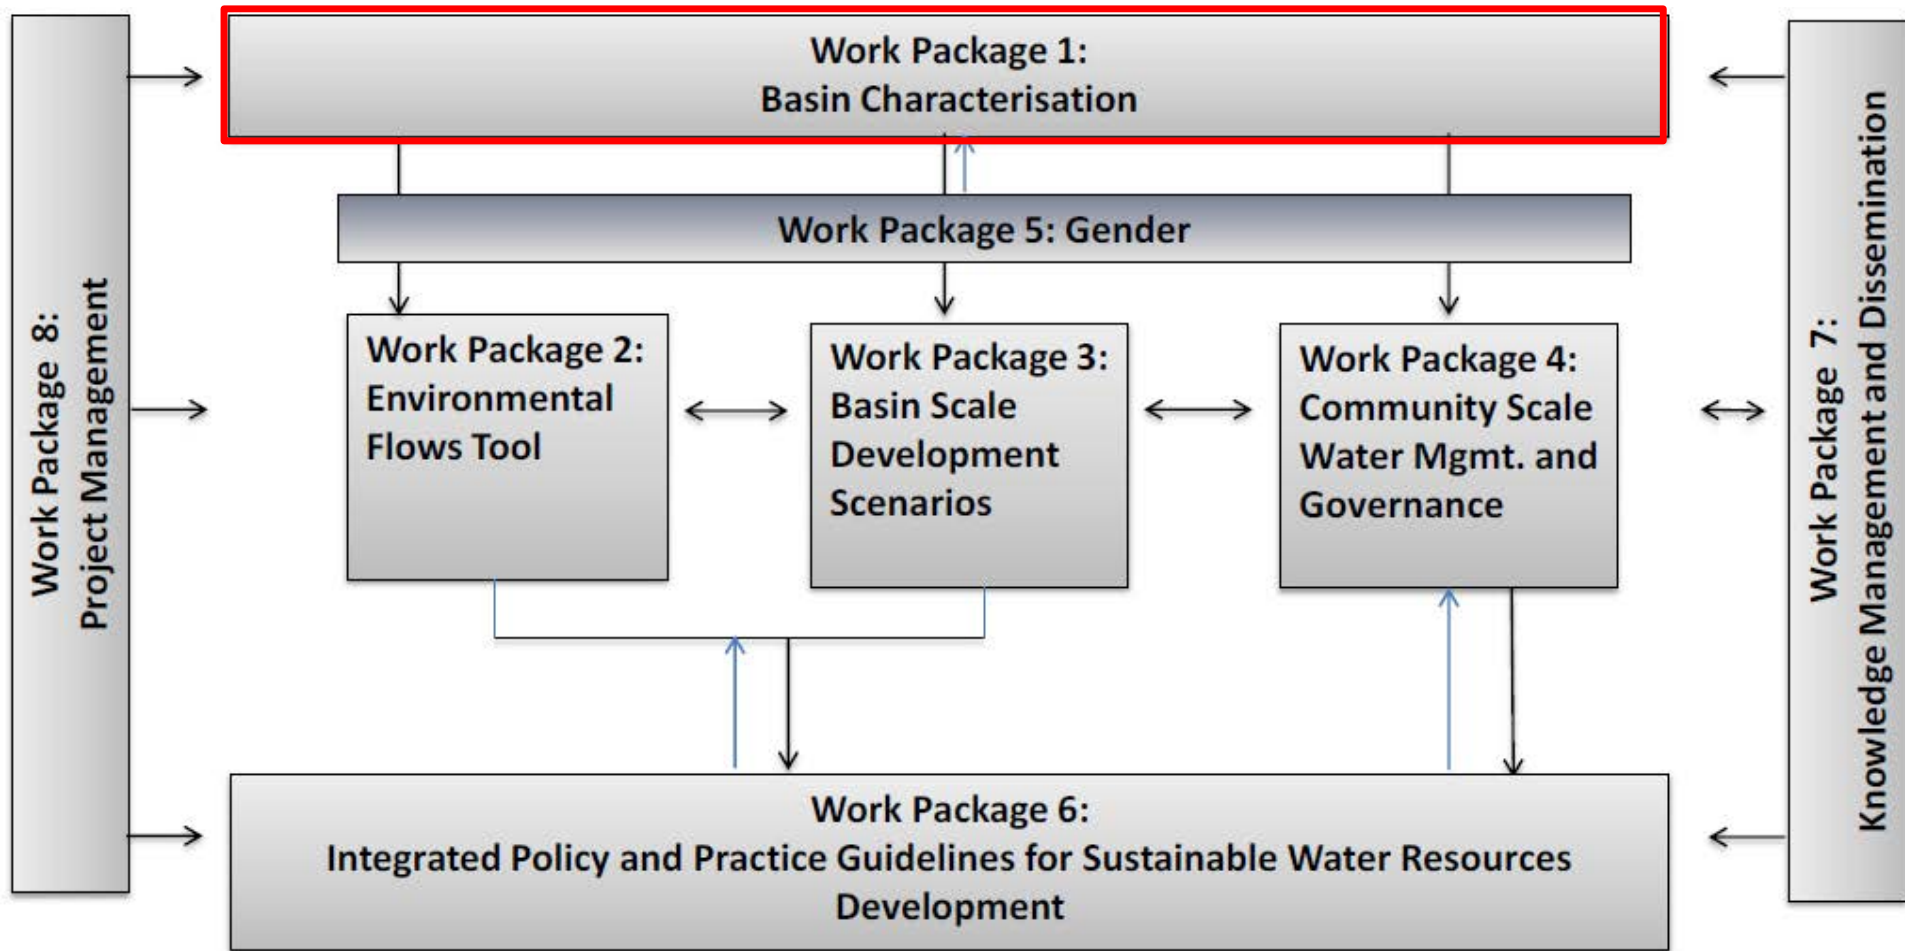 Work Package 1:
Basin Characterisation
Work Package 5: Gender
Work Package 2:
Environmental
Flows Tool
Work Package 3:
Basin Scale
Development
Scenarios
Work Package 4:
Community Scale
Water Mgmt. and
Governance
Work Package 6:
Integrated Policy and Practice Guidelines for Sustainable Water Resources
Development
Work Package 8:
Project Management
Work Package 7:
Knowledge Management and Dissemination